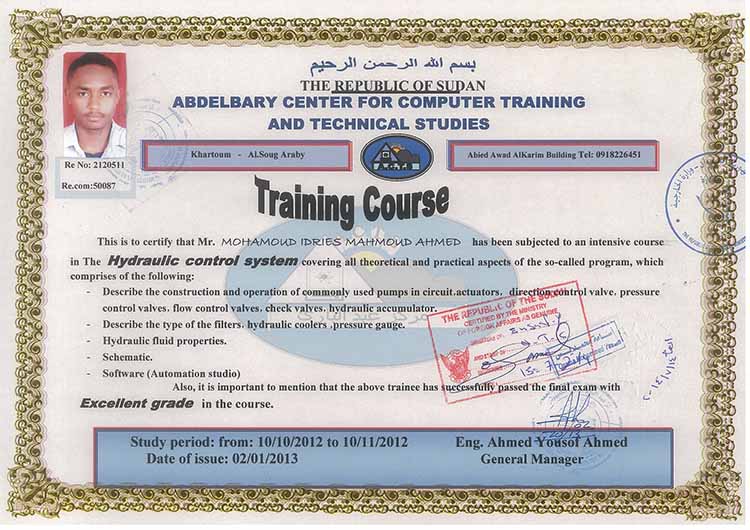 بسم الله الرحمن الرحيم
THE REPUBLIC OF SUDAN
ABDELBARY CENTER FOR COMPUTER TRAINING
AND TECHNICAL STUDIES
Khartoum - Al.Soug Araby
Abied Awad AlKarim Building Tel: 0918226451
Re No: 2120511
Re.com:50087
Training Course
This is to certify that Mr. MOHAMOUD IDRIES MAHMOUD AHMED has been subjected to an intensive course
in The Hydraulic control system covering all theoretical and practical aspects of the so-called program, which
comprises of the following:
- Describe the construction and operation of commonly used pumps in circuit.actuators. direction control valve. pressure
control valves. flow control valves. check valves. hydraulic accumulator.
- Describe the type of the filters. hydraulic coolers .pressure gauge.
- Hydraulic fluid properties.
- Schematic.
- Software (Automation studio)
THE REPUBLIC OF THE SUDAN
CERTIFIED BY THE MINISTRY
OF FOREIGN AFFAIRS AS GENUINE
Also, it is important to mention that the above trainee has successfully passed the final exam with
Excellent grade in the course.
Study period: from: 10/10/2012 to 10/11/2012
Date of issue: 02/01/2013
Eng. Ahmed Yousof Ahmed
General Manager